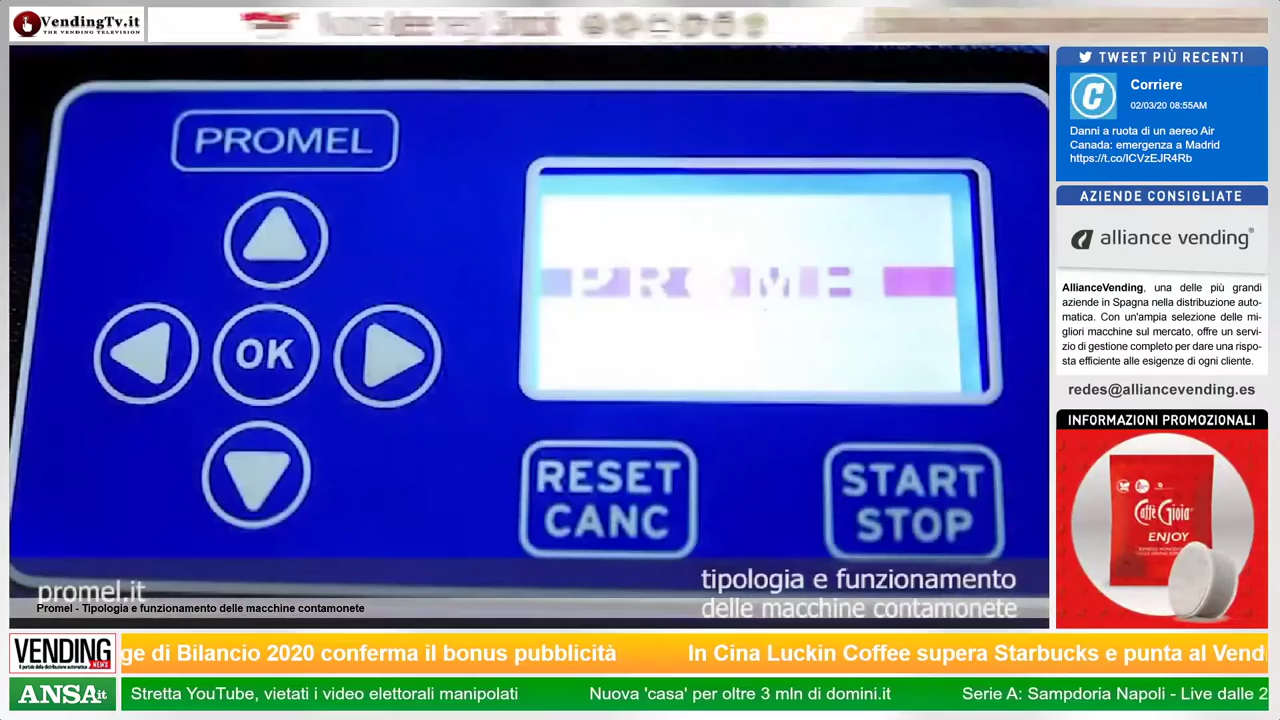 VendingTv.it
THE VENDING TELEVISION
PROMEL
OK
RESET
CANC
START
STOP
promel.it
tipologia e funzionamento
delle macchine contamonete
Promel - Tipologia e funzionamento delle macchine contamonete
TWEET PIÙ RECENTI
Corriere
02/03/20 08:55AM
Danni a ruota di un aereo Air
Canada: emergenza a Madrid
https://t.co/ICVzEJR4Rb
AZIENDE CONSIGLIATE
alliance vending®
AllianceVending, una delle più grandi
aziende in Spagna nella distribuzione auto-
matica. Con un'ampia selezione delle mi-
gliori macchine sul mercato, offre un servi-
zio di gestione completo per dare una rispo-
sta efficiente alle esigenze di ogni cliente.
redes@alliancevending.es
INFORMAZIONI PROMOZIONALI
Caffè Gioia
ENJOY
VENDING NEWS
Il portale della distribuzione automatica
ge di Bilancio 2020 conferma il bonus pubblicità In Cina Luckin Coffee supera Starbucks e punta al Vend
ANSA.it
Stretta YouTube, vietati i video elettorali manipolati Nuova 'casa' per oltre 3 mln di domini.it Serie A: Sampdoria Napoli - Live dalle 2